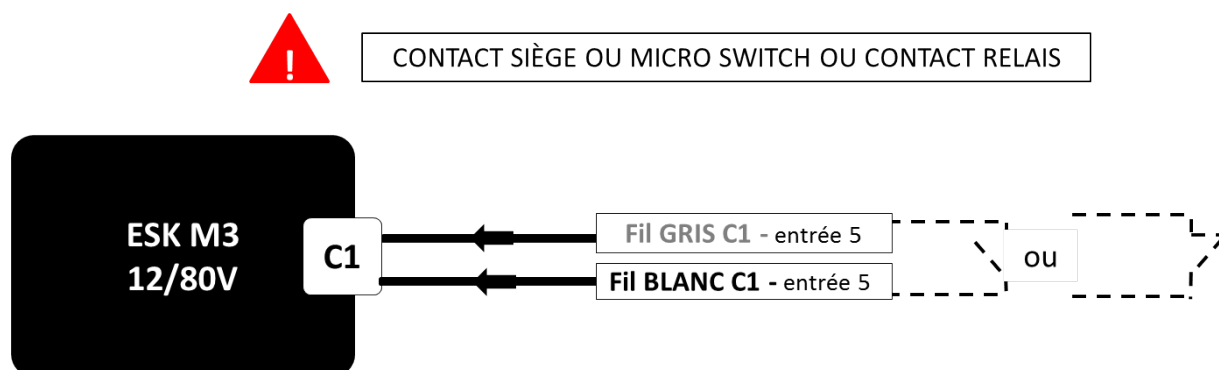 !
CONTACT SIÈGE OU MICRO SWITCH OU CONTACT RELAIS
ESK M3
12/80V
C1
Fil GRIS C1 - entrée 5
Fil BLANC C1 - entrée 5
ou